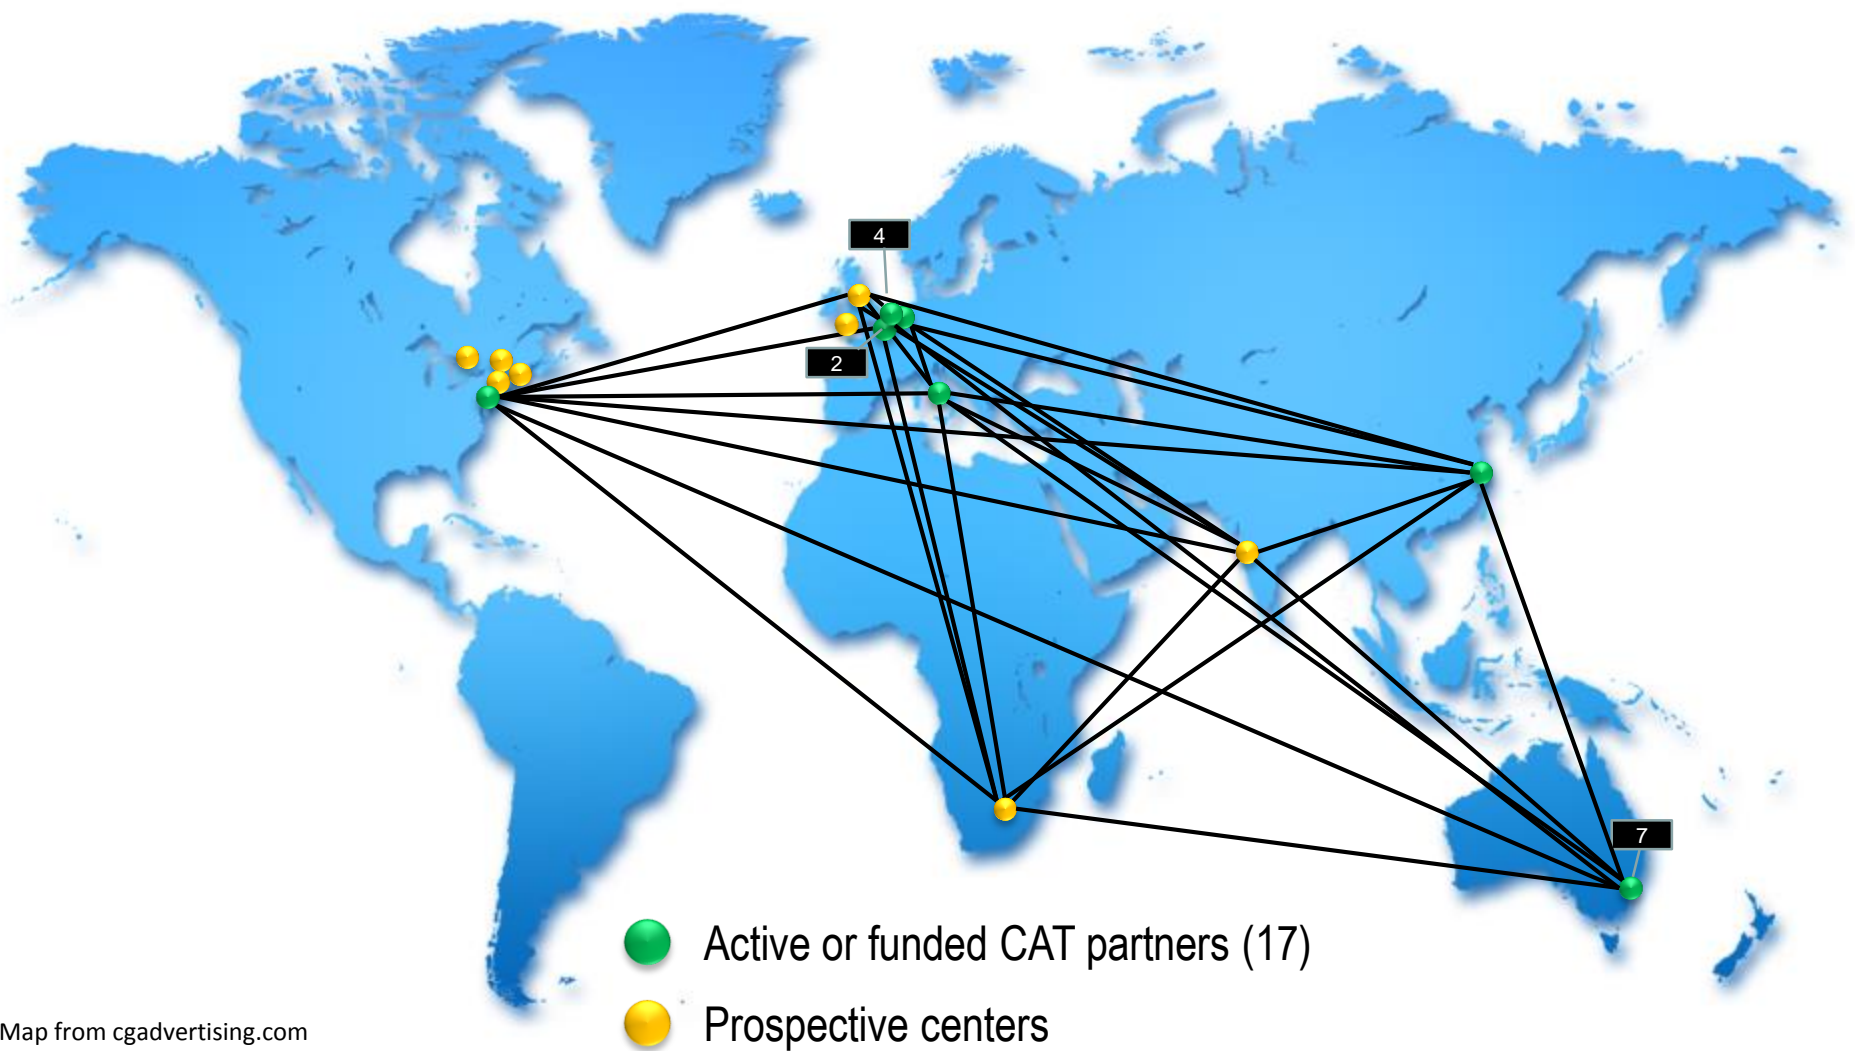 4
2
7
Active or funded CAT partners (17)
Prospective centers
Map from cgadvertising.com